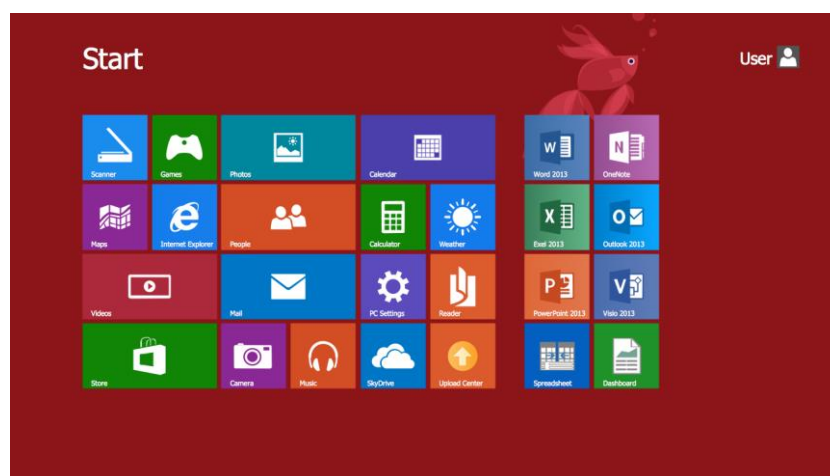 Start
User
Scanner
Games
Photos
Calendar
Word 2013
OneNote
Maps
Internet Explorer
People
Calculator
Weather
Exel 2013
Outlook 2013
Videos
Mail
PC Settings
Reader
PowerPoint 2013
Visio 2013
Store
Camera
Music
SkyDrive
Upload Center
Spreadsheet
Dashboard